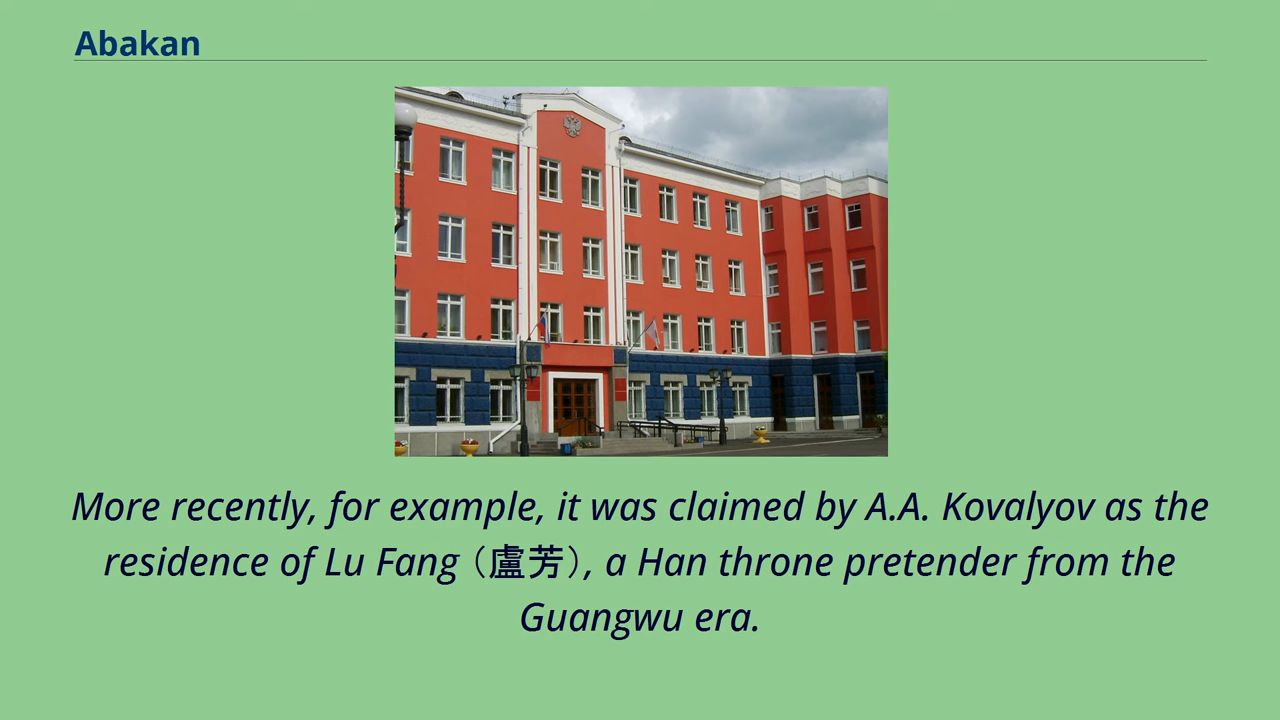 Abakan
More recently, for example, it was claimed by A.A. Kovalyov as the
residence of Lu Fang (盧芳), a Han throne pretender from the
Guangwu era.